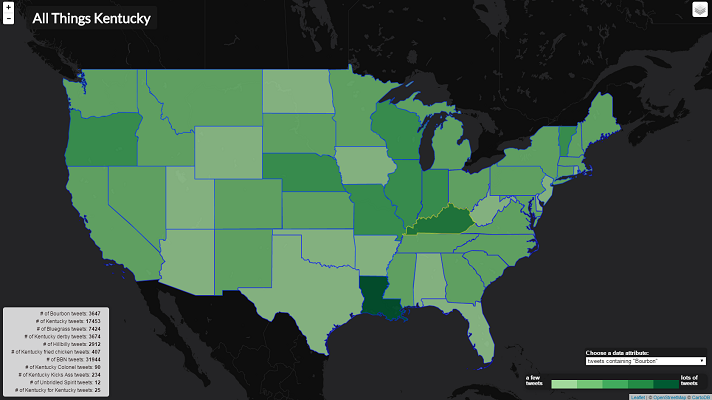 +
-
All Things Kentucky
# of Bourbon tweets: 3647
# of Kentucky tweets: 17453
# of Bluegrass tweets: 7424
# of Kentucky derby tweets: 3674
# of Hillbilly tweets: 2912
# of Kentucky fried chicken tweets: 407
# of BBN tweets: 31944
# of Kentucky Colonel tweets: 90
# of Kentucky Kicks Ass tweets: 234
# of Unbridled Spirit tweets: 12
# of Kentucky for Kentucky tweets: 25
Choose a data attribute:
tweets containing "Bourbon"
a few tweets
lots of tweets
Leaflet | © OpenStreetMap © CartoDB